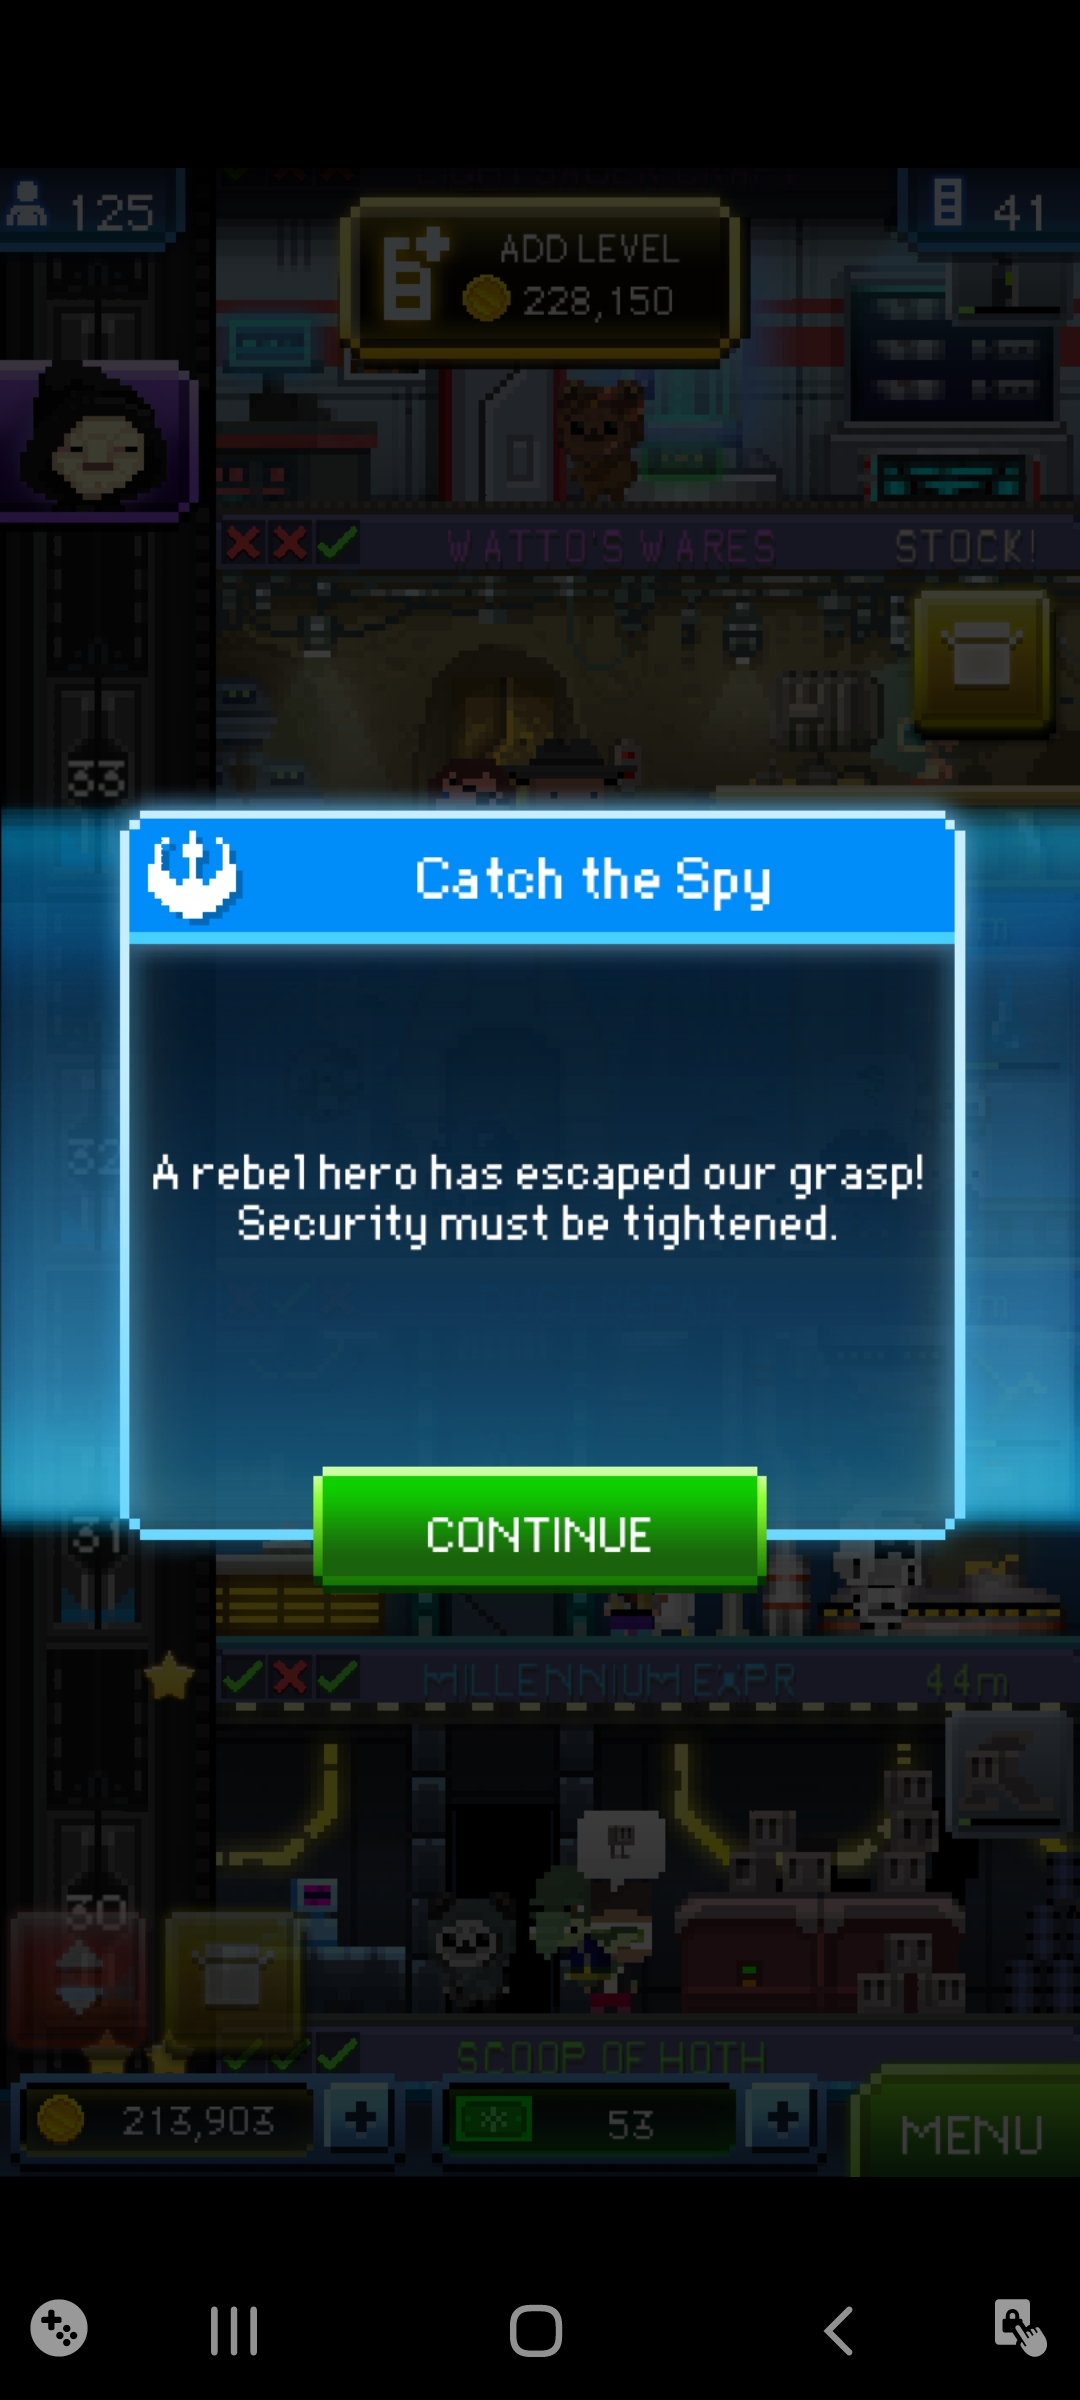 125
ADD LEVEL
228,150
41
WATTO'S WARES
STOCK!
33
Catch the Spy
32
A rebel hero has escaped our grasp!
Security must be tightened.
CONTINUE
31
MILLENNIUM EXPR
44m
30
SCOOP OF HOTH
213,903
53
MENU